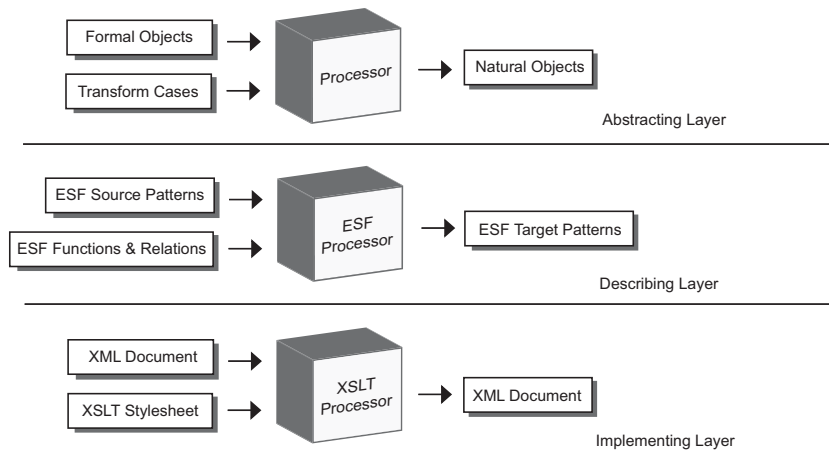 Formal Objects
Transform Cases
Processor
Natural Objects
Abstracting Layer
ESF Source Patterns
ESF Functions & Relations
ESF
Processor
ESF Target Patterns
Describing Layer
XML Document
XSLT Stylesheet
XSLT
Processor
XML Document
Implementing Layer